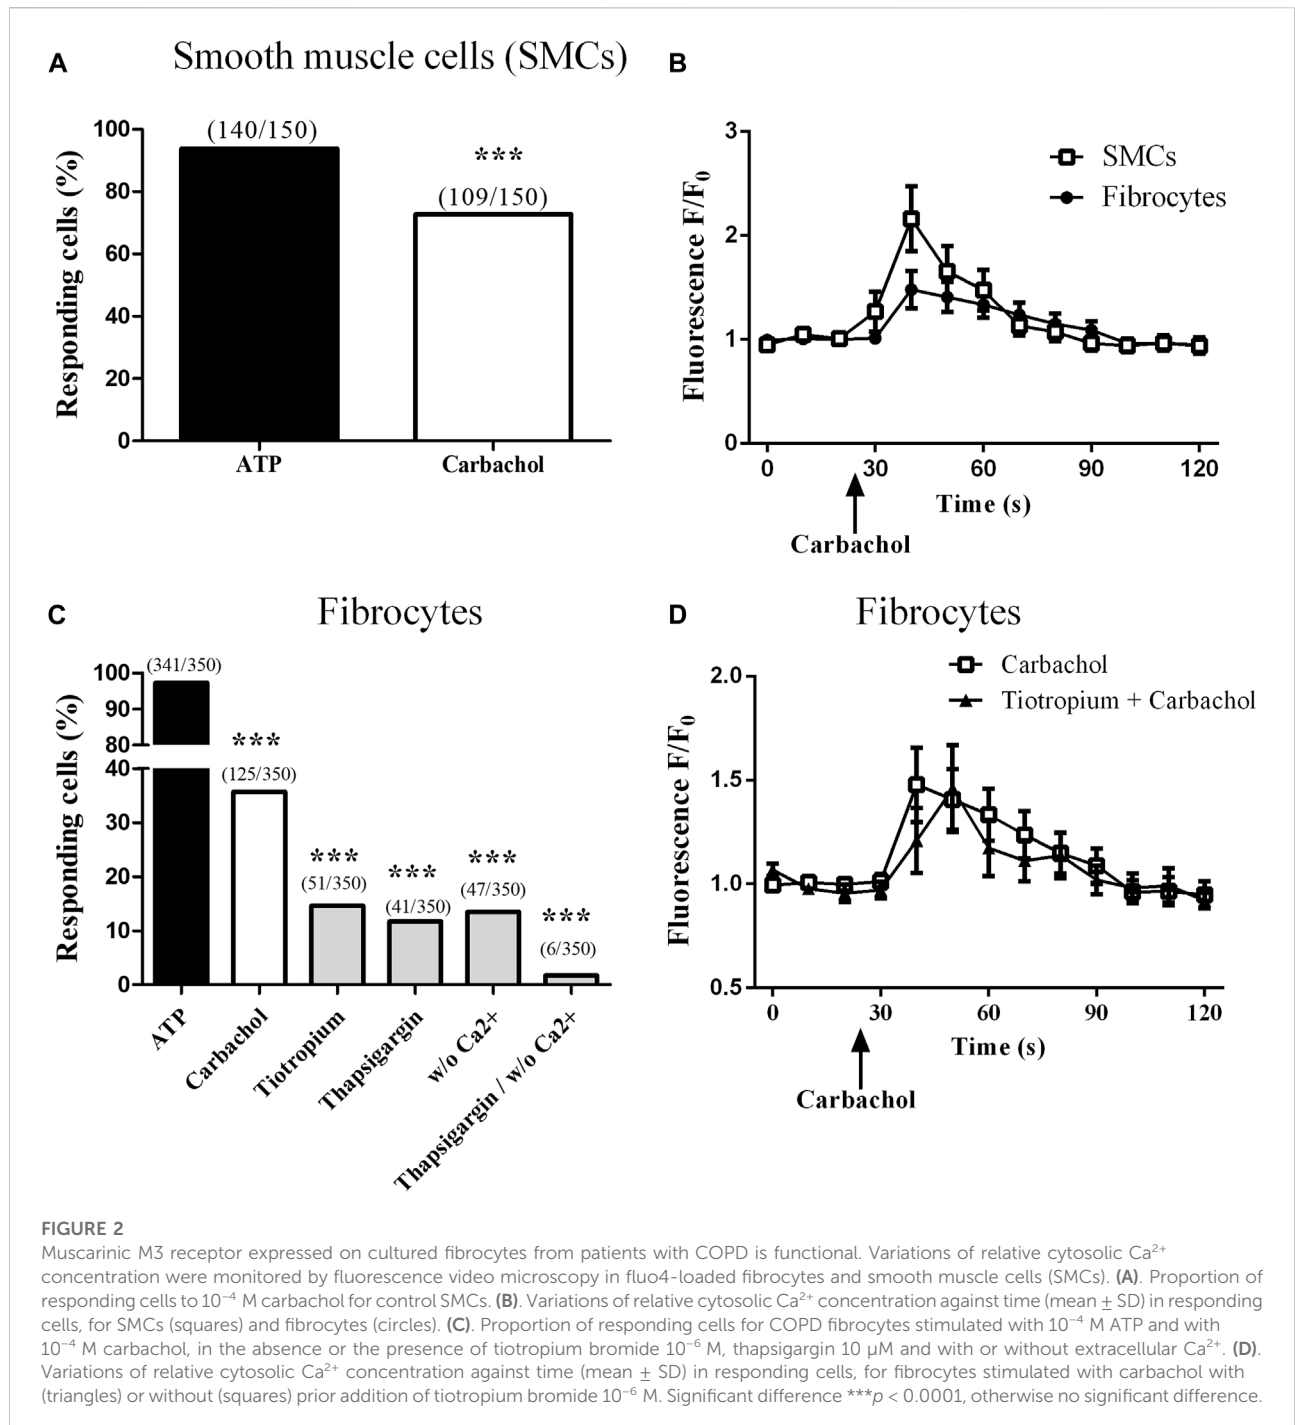 A
Smooth muscle cells (SMCs)
100
80
60
40
20
0
Responding cells (%)
(140/150)
***
(109/150)
ATP
Carbachol
B
3
2
1
0
Fluorescence F/F0
SMCs
Fibrocytes
0
30
60
90
120
Time (s)
Carbachol
C
Fibrocytes
100
90
80
40
30
20
10
0
Responding cells (%)
(341/350)
***
(125/350)
***
(51/350)
***
(41/350)
***
(47/350)
***
(6/350)
ATP
Carbachol
Tiotropium
Thapsigargin
w/o Ca2+
Thapsigargin / w/o Ca2+
D
Fibrocytes
2.0
1.5
1.0
0.5
Fluorescence F/F0
Carbachol
Tiotropium + Carbachol
0
30
60
90
120
Time (s)
Carbachol
FIGURE 2
Muscarinic M3 receptor expressed on cultured fibrocytes from patients with COPD is functional. Variations of relative cytosolic Ca²⁺
concentration were monitored by fluorescence video microscopy in fluo4-loaded fibrocytes and smooth muscle cells (SMCs). (A). Proportion of
responding cells to 10⁻⁴ M carbachol for control SMCs. (B). Variations of relative cytosolic Ca²⁺ concentration against time (mean ± SD) in responding
cells, for SMCs (squares) and fibrocytes (circles). (C). Proportion of responding cells for COPD fibrocytes stimulated with 10⁻⁴ M ATP and with
10⁻⁴ M carbachol, in the absence or the presence of tiotropium bromide 10⁻⁶ M, thapsigargin 10 µM and with or without extracellular Ca²⁺. (D).
Variations of relative cytosolic Ca²⁺ concentration against time (mean ± SD) in responding cells, for fibrocytes stimulated with carbachol with
(triangles) or without (squares) prior addition of tiotropium bromide 10⁻⁶ M. Significant difference ***p < 0.0001, otherwise no significant difference.